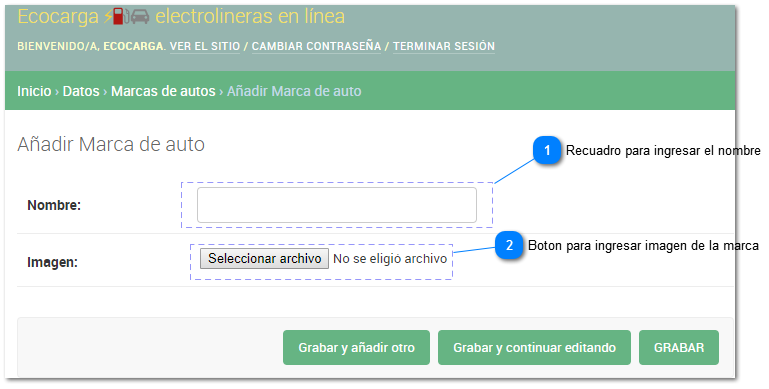 Ecocarga electrolineras en línea
BIENVENIDO/A, ECOCARGA. VER EL SITIO / CAMBIAR CONTRASEÑA / TERMINAR SESIÓN
Inicio › Datos › Marcas de autos › Añadir Marca de auto
Añadir Marca de auto
1 Recuadro para ingresar el nombre
Nombre:
2 Boton para ingresar imagen de la marca
Imagen: Seleccionar archivo No se eligió archivo
Grabar y añadir otro Grabar y continuar editando GRABAR